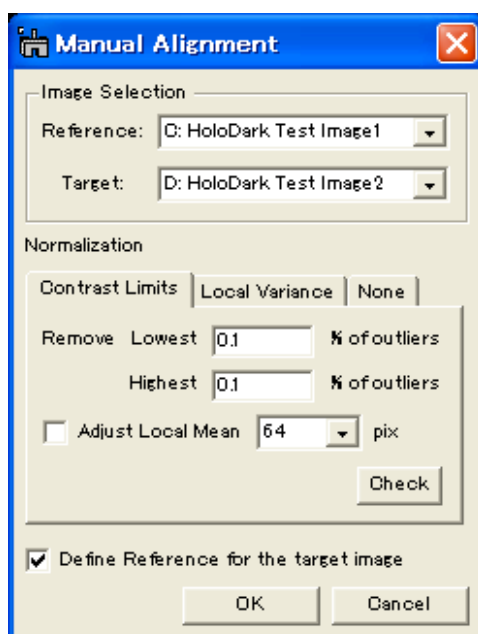 Manual Alignment
Image Selection
Reference: C: HoloDark Test Image1
Target: D: HoloDark Test Image2
Normalization
Contrast Limits Local Variance None
Remove Lowest 0.1 % of outliers
Highest 0.1 % of outliers
Adjust Local Mean 64 pix
Check
Define Reference for the target image
OK Cancel